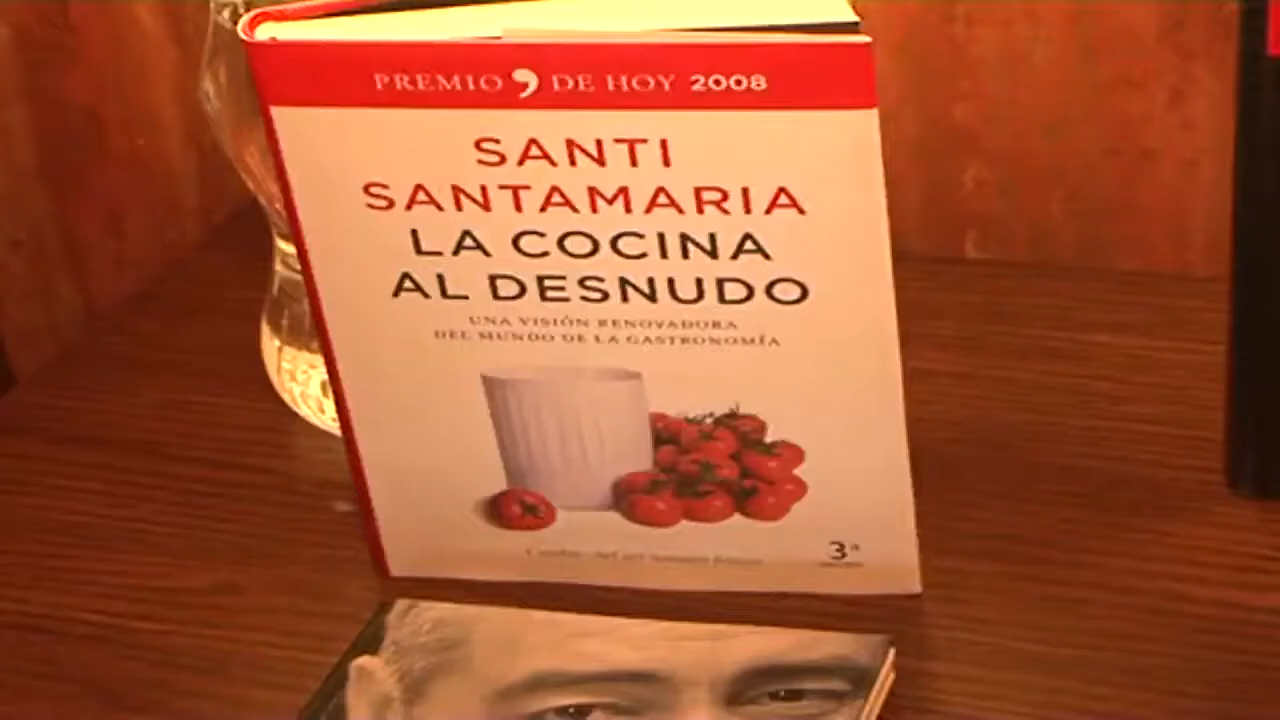 PREMIO DE HOY 2008
SANTI
SANTAMARIA
LA COCINA
AL DESNUDO
UNA VISIÓN RENOVADORA
DEL MUNDO DE LA GASTRONOMÍA
3ª